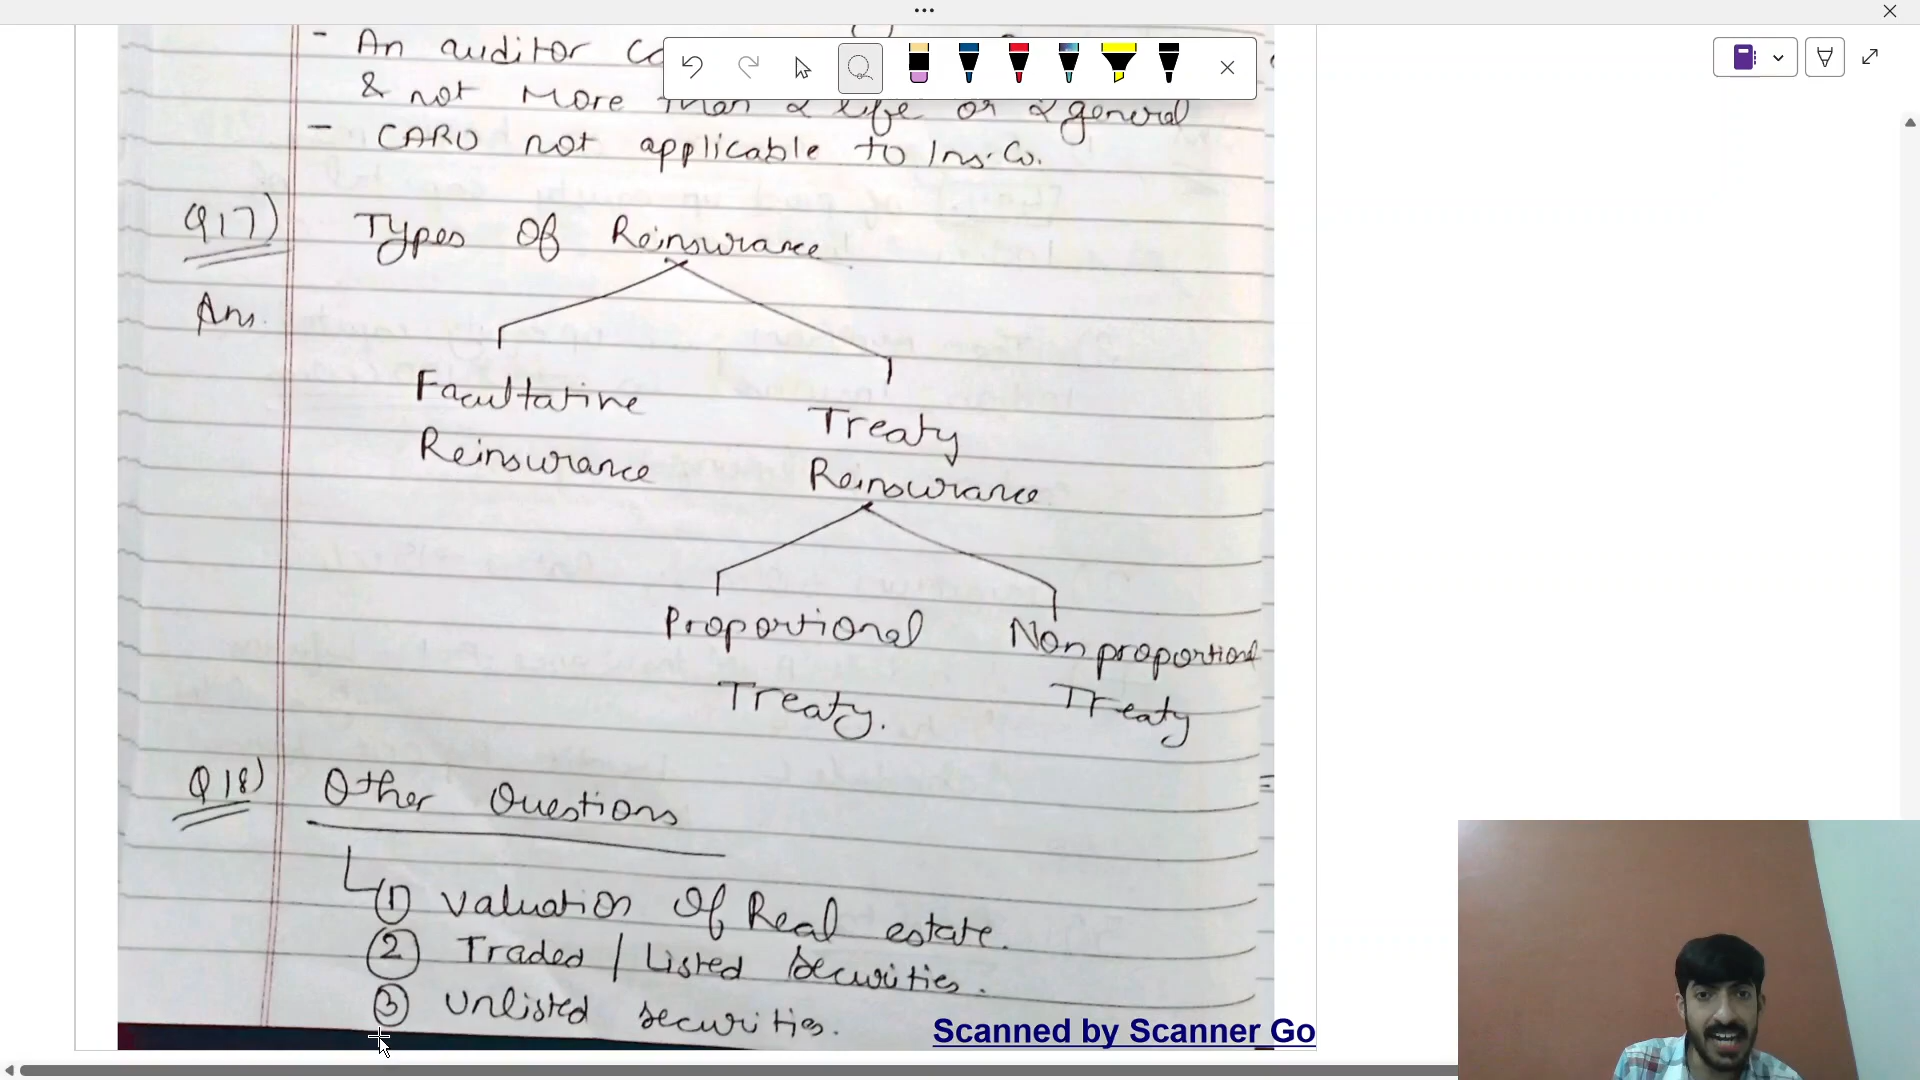 - An auditor
& not More than 2 life or 2 general
- CARO not applicable to Ins. Co.
Q17) Types Of Reinsurance
Ans.
Facultative Reinsurance
Treaty Reinsurance
Proportional Treaty.
Non proportional Treaty
Q18) Other Questions
① Valuation Of Real estate.
② Traded / Listed Securities.
③ Unlisted securities.
Scanned by Scanner Go